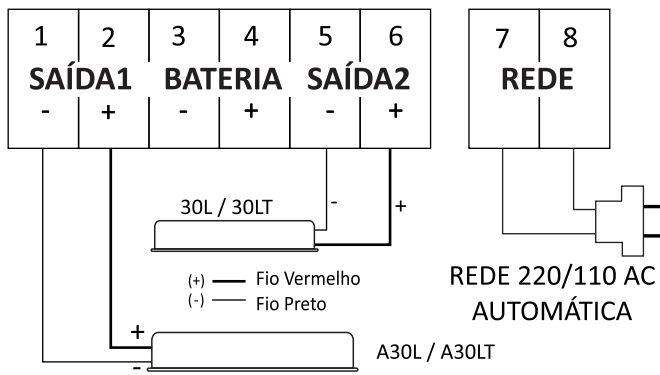 1 2 3 4 5 6
SAÍDA1 BATERIA SAÍDA2
- + - + - +
7 8
REDE
30L / 30LT
- +
(+) Fio Vermelho
(-) Fio Preto
REDE 220/110 AC
AUTOMÁTICA
+
-
A30L / A30LT